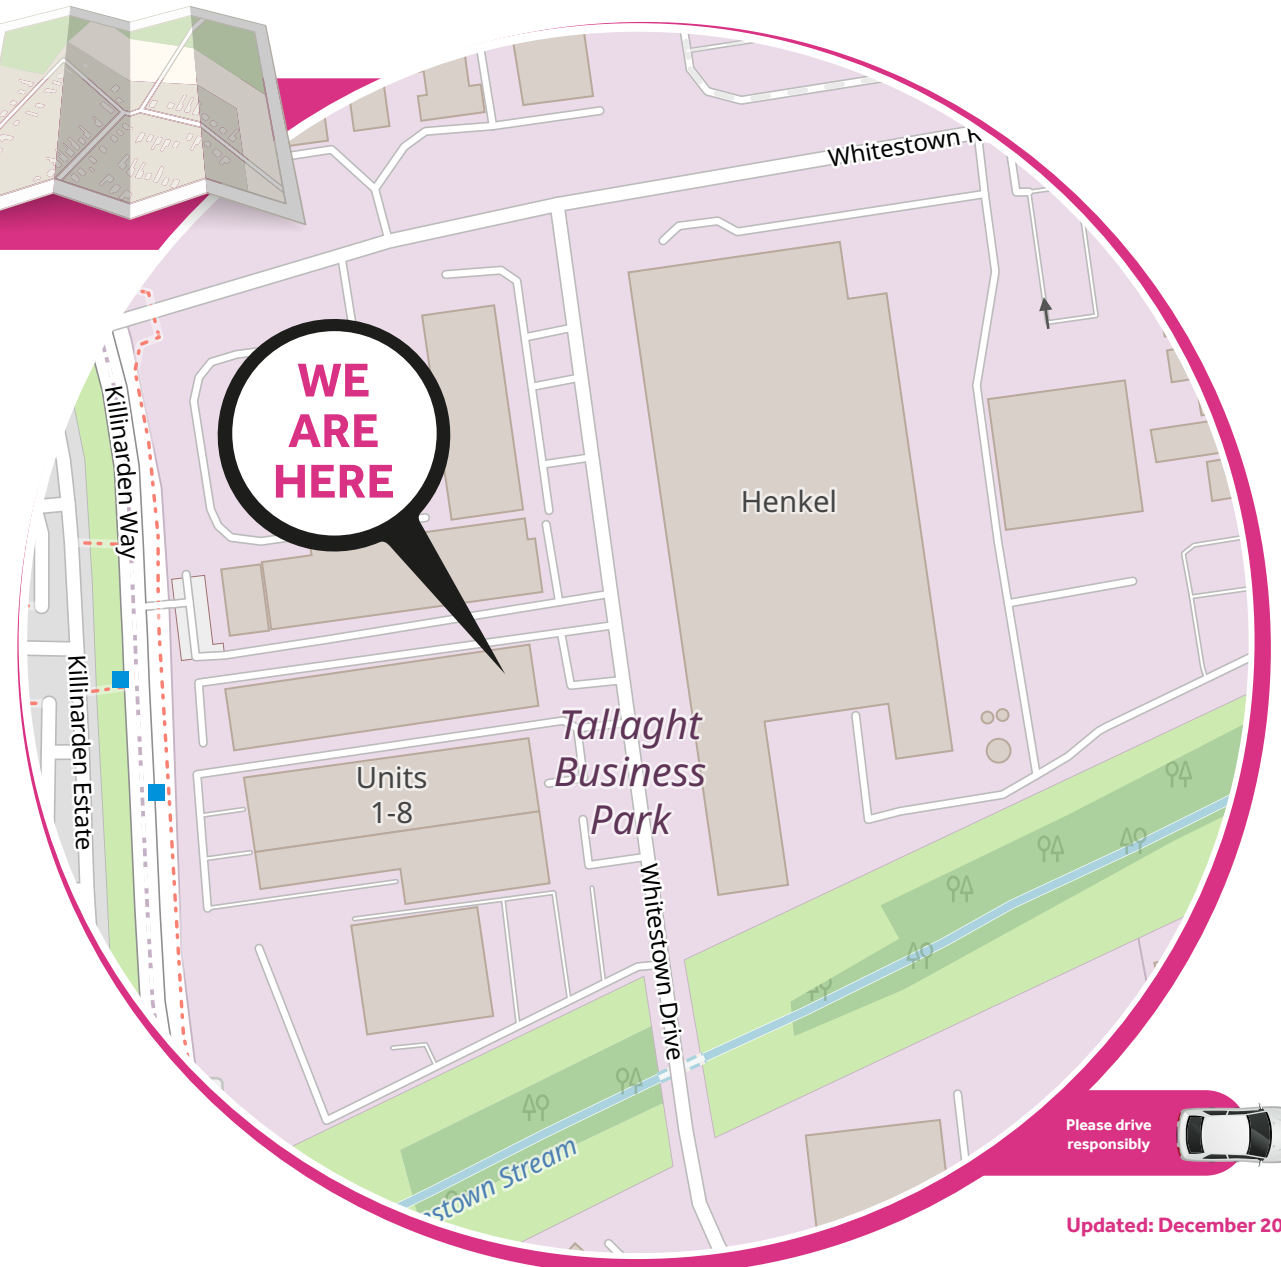 Whitestown R
WE
ARE
HERE
Killinarden Way
Henkel
Killinarden Estate
Tallaght
Business
Park
Units
1-8
Whitestown Drive
stown Stream
Please drive
responsibly
Updated: December 20